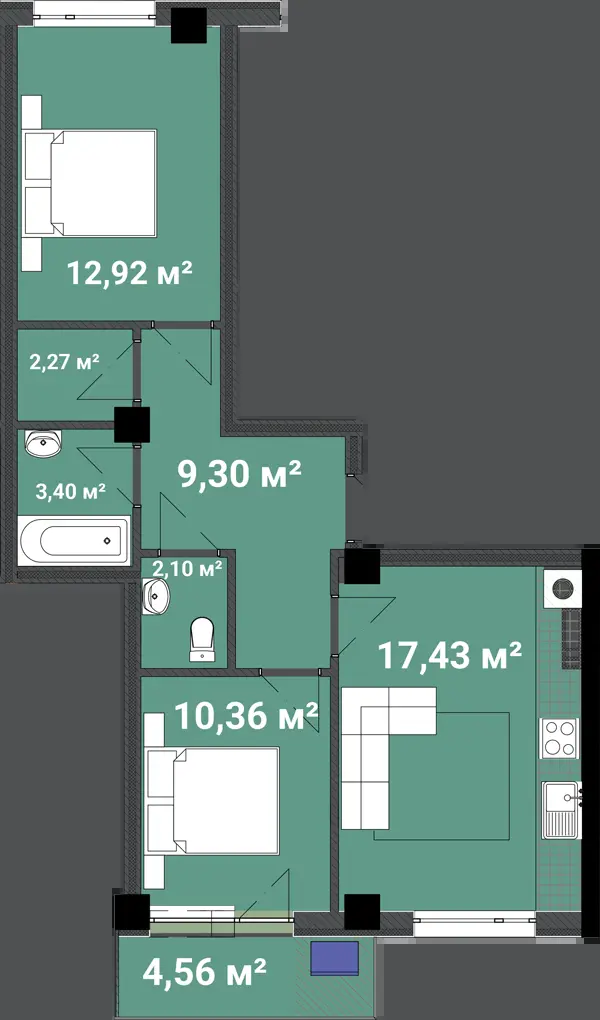 12,92 м²
2,27 м²
3,40 м²
9,30 м²
2,10 м²
17,43 м²
10,36 м²
4,56 м²